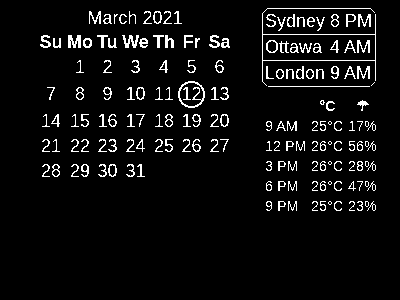 March 2021
Su Mo Tu We Th Fr Sa
1 2 3 4 5 6
7 8 9 10 11 12 13
14 15 16 17 18 19 20
21 22 23 24 25 26 27
28 29 30 31
Sydney 8 PM
Ottawa 4 AM
London 9 AM
°C ☂
9 AM 25°C 17%
12 PM 26°C 56%
3 PM 26°C 28%
6 PM 26°C 47%
9 PM 25°C 23%